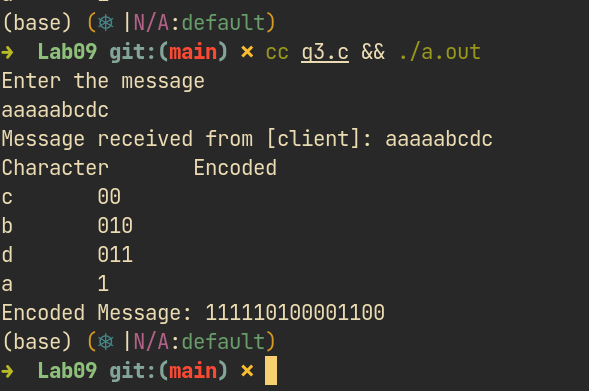 (base) (⎈ |N/A:default)
➜ Lab09 git:(main) ✗ cc q3.c && ./a.out
Enter the message
aaaaabcdc
Message received from [client]: aaaaabcdc
Character Encoded
c 00
b 010
d 011
a 1
Encoded Message: 111110100001100
(base) (⎈ |N/A:default)
➜ Lab09 git:(main) ✗